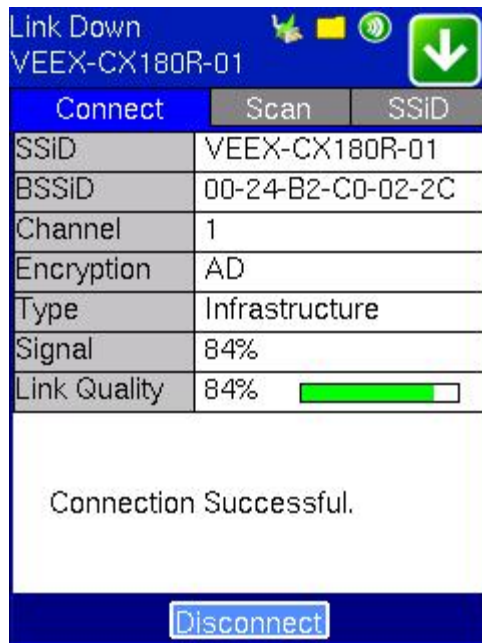 Link Down
VEEX-CX180R-01
Connect Scan SSiD
SSiD VEEX-CX180R-01
BSSiD 00-24-B2-C0-02-2C
Channel 1
Encryption AD
Type Infrastructure
Signal 84%
Link Quality 84%
Connection Successful.
Disconnect